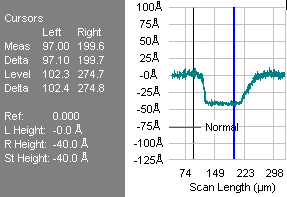 Cursors
Left Right
Meas 97.00 199.6
Delta 97.10 199.7
Level 102.3 274.7
Delta 102.4 274.8
Ref: 0.000
L Height: -0.0 Å
R Height: -40.0 Å
St Height: -40.0 Å
100Å
75Å
50Å
25Å
-0Å
-25Å
-50Å
-75Å
-100Å
-125Å
Normal
74 149 223 298
Scan Length (µm)